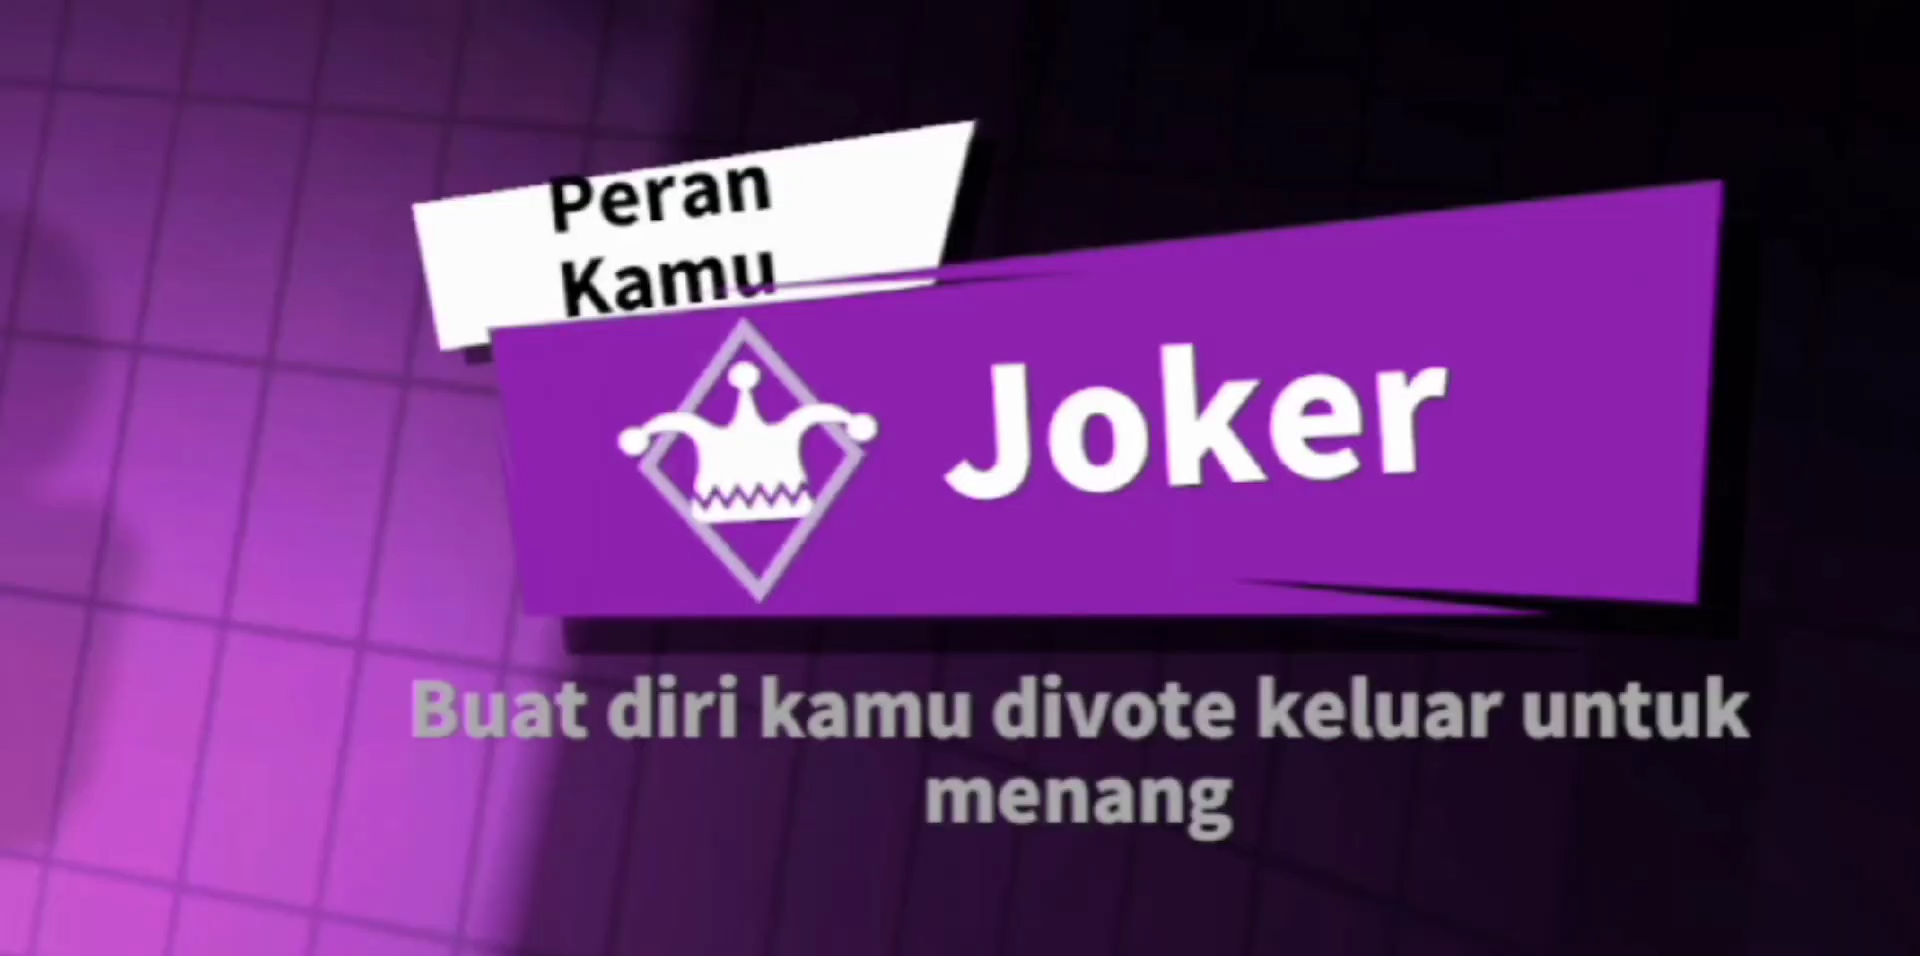 Peran
Kamu
Joker
Buat diri kamu divote keluar untuk
menang